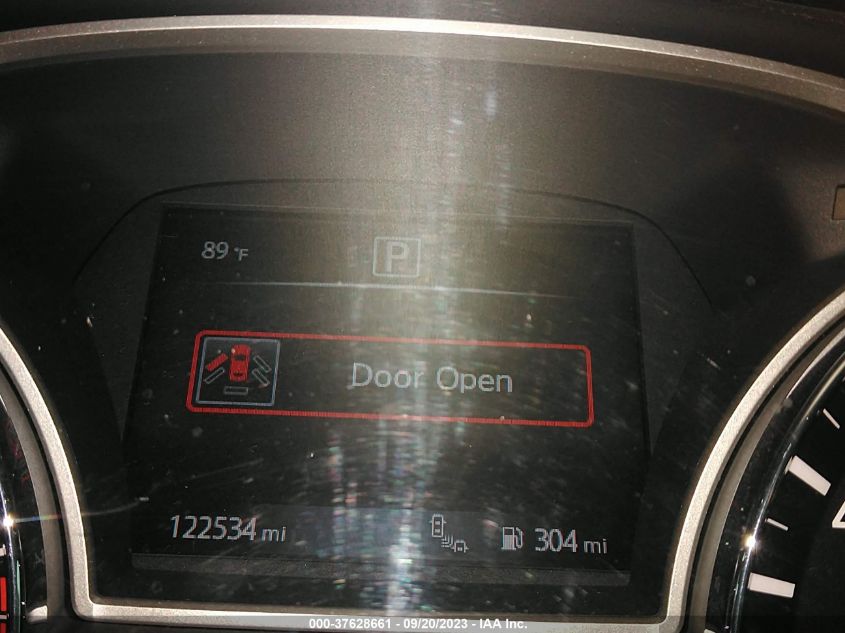 89 °F
P
Door Open
122534 mi
304 mi
000-37628661 - 09/20/2023 - IAA Inc.